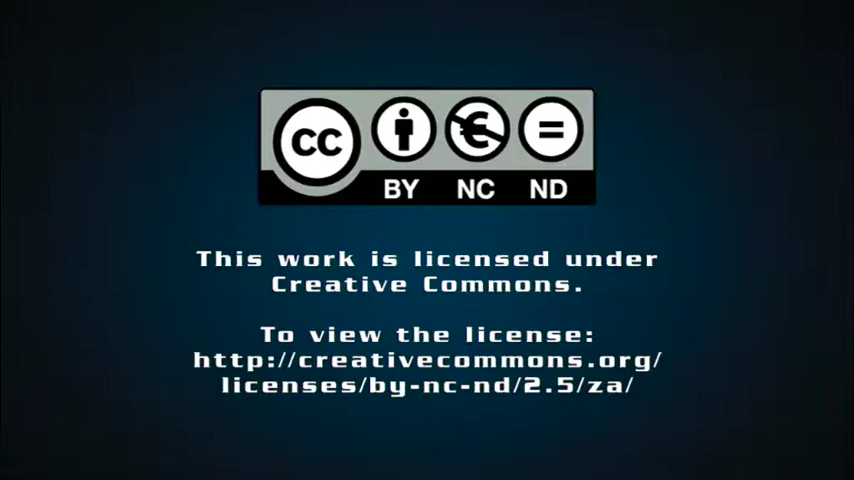 CC
BY NC ND
This work is licensed under
Creative Commons.
To view the license:
http://creativecommons.org/
licenses/by-nc-nd/2.5/za/